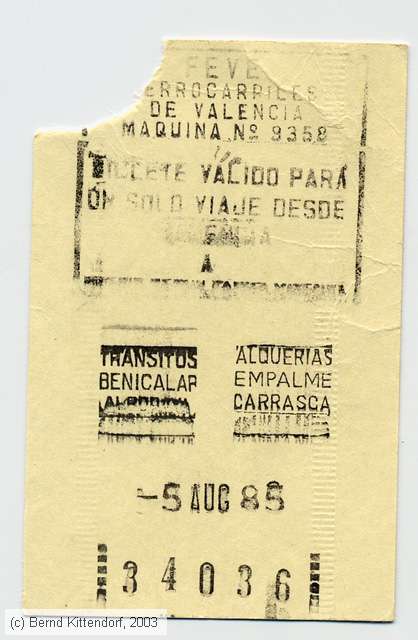 FEVE
FERROCARRILES
DE VALENCIA
MAQUINA Nº 8358
BILLETE VALIDO PARA
UN SOLO VIAJE DESDE
A
TRANSITOS
BENICALAP
ALQUERIAS
EMPALME
CARRASCA
-5 AUG 85
34036
(c) Bernd Kittendorf, 2003